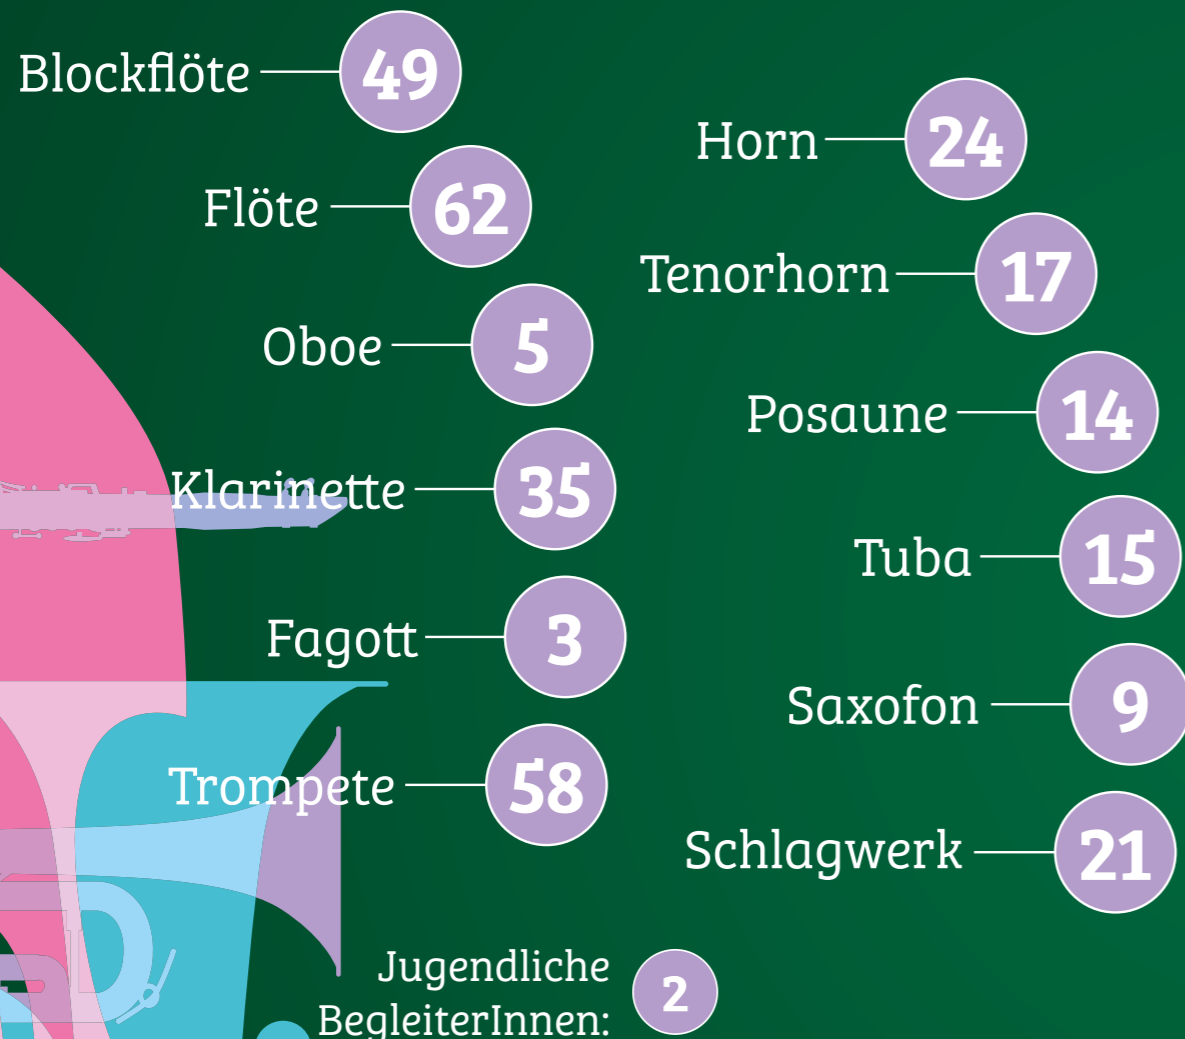 Blockflöte 49
Flöte 62
Oboe 5
Klarinette 35
Fagott 3
Trompete 58
Horn 24
Tenorhorn 17
Posaune 14
Tuba 15
Saxofon 9
Schlagwerk 21
Jugendliche
BegleiterInnen: 2